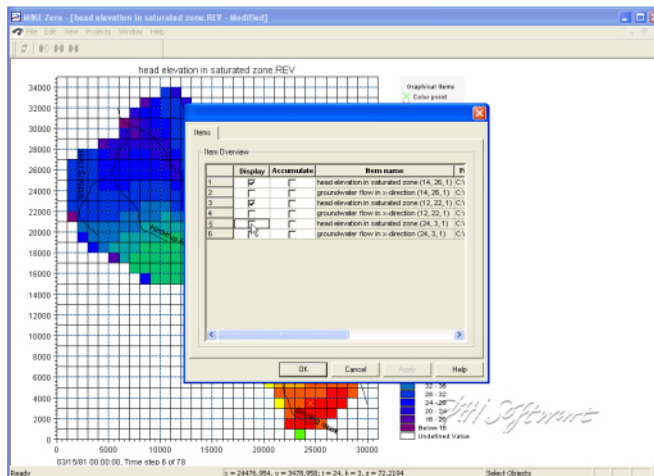 MIKE Zero - [head elevation in saturated zone.REV - Modified]
File Edit View Projects Window Help
head elevation in saturated zone.REV
34000
32000
30000
28000
26000
24000
22000
20000
18000
16000
14000
12000
10000
8000
6000
4000
2000
0
0 5000 10000 15000 20000 25000 30000
03/15/81 00:00:00, Time step 6 of 78
Graphical Items
Color point
Items
Item Overview
Display Accumulate Item name
1 head elevation in saturated zone (14, 26, 1) C:\
2 groundwater flow in x-direction (14, 26, 1) C:\
3 head elevation in saturated zone (12, 22, 1) C:\
4 groundwater flow in x-direction (12, 22, 1) C:\
5 head elevation in saturated zone (24, 3, 1) C:\
6 groundwater flow in x-direction (24, 3, 1) C:\
OK Cancel Apply Help
32 - 36
28 - 32
24 - 28
20 - 24
16 - 20
Below 16
Undefined Value
DHI Software
Ready x = 24476.954, y = 3478.958; j = 24, k = 3, z = 72.2194 Select Objects